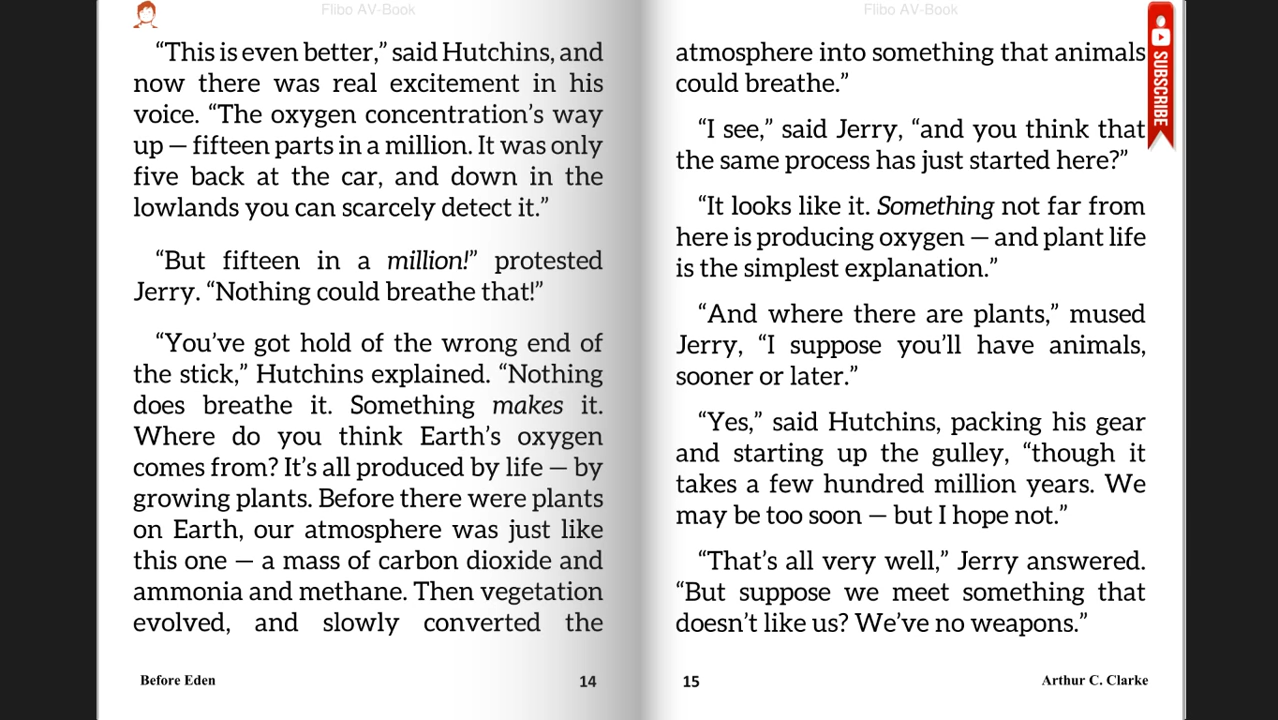 Flibo AV-Book
“This is even better,” said Hutchins, and
now there was real excitement in his
voice. “The oxygen concentration’s way
up — fifteen parts in a million. It was only
five back at the car, and down in the
lowlands you can scarcely detect it.”
“But fifteen in a million!” protested
Jerry. “Nothing could breathe that!”
“You’ve got hold of the wrong end of
the stick,” Hutchins explained. “Nothing
does breathe it. Something makes it.
Where do you think Earth’s oxygen
comes from? It’s all produced by life — by
growing plants. Before there were plants
on Earth, our atmosphere was just like
this one — a mass of carbon dioxide and
ammonia and methane. Then vegetation
evolved, and slowly converted the
Before Eden 14
Flibo AV-Book
atmosphere into something that animals
could breathe.”
“I see,” said Jerry, “and you think that
the same process has just started here?”
“It looks like it. Something not far from
here is producing oxygen — and plant life
is the simplest explanation.”
“And where there are plants,” mused
Jerry, “I suppose you’ll have animals,
sooner or later.”
“Yes,” said Hutchins, packing his gear
and starting up the gulley, “though it
takes a few hundred million years. We
may be too soon — but I hope not.”
“That’s all very well,” Jerry answered.
“But suppose we meet something that
doesn’t like us? We’ve no weapons.”
15 Arthur C. Clarke
SUBSCRIBE